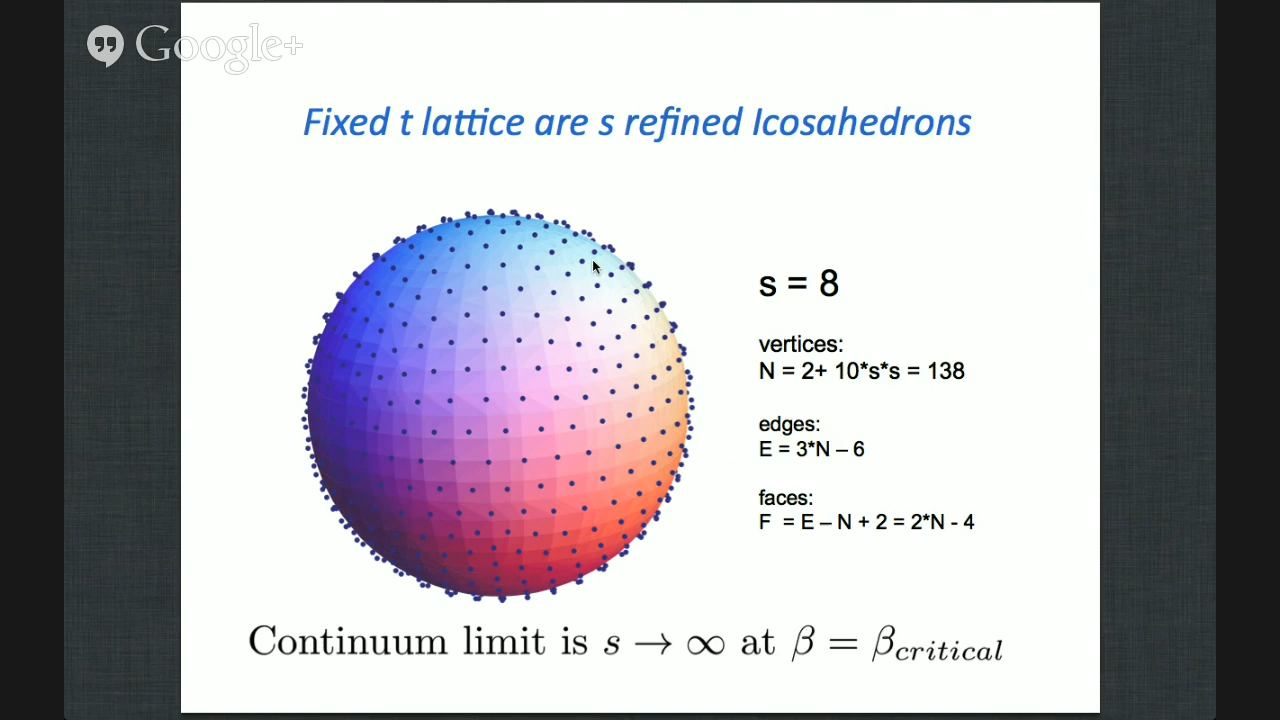 Google+
Fixed t lattice are s refined Icosahedrons
s = 8
vertices:
N = 2+ 10*s*s = 138
edges:
E = 3*N – 6
faces:
F = E – N + 2 = 2*N - 4
Continuum limit is s → ∞ at β = β_critical